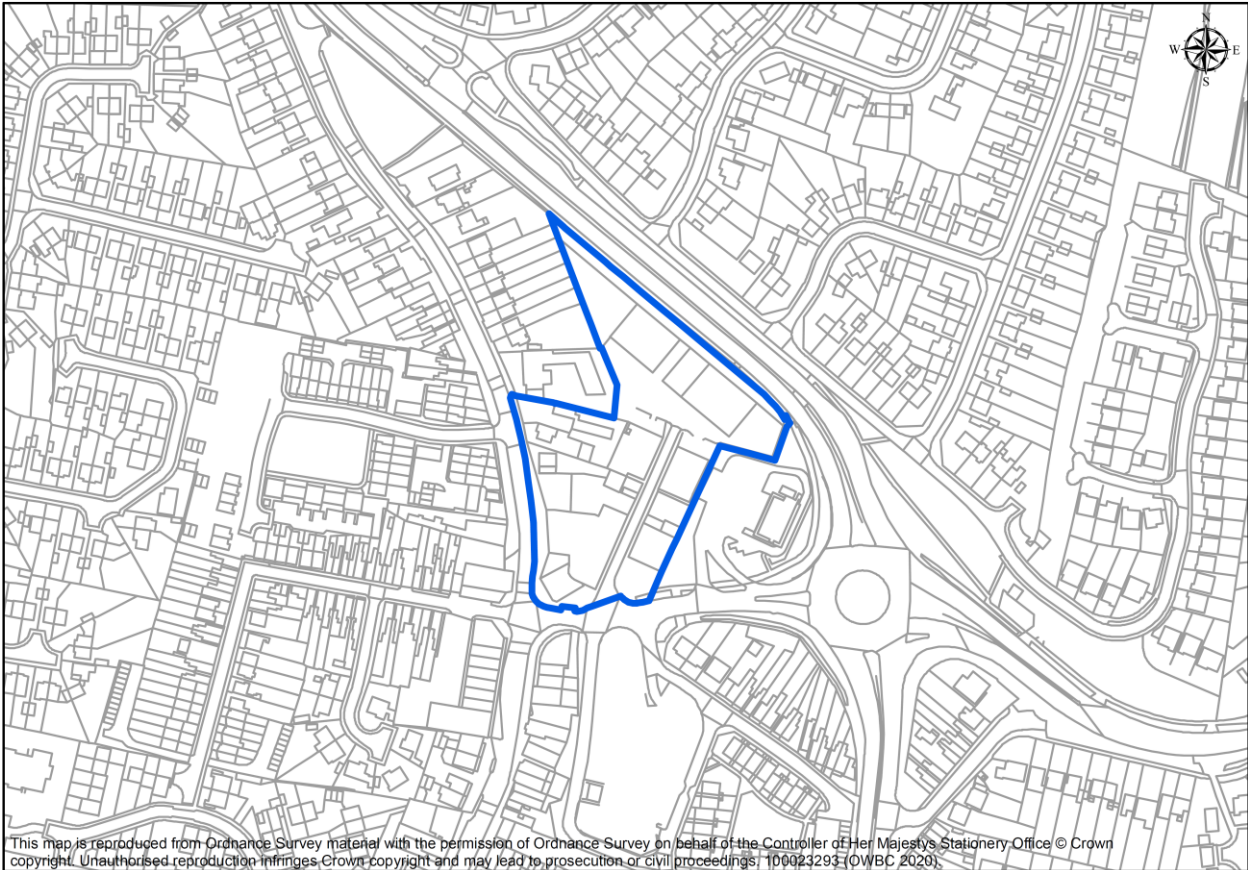 N
W E
S
This map is reproduced from Ordnance Survey material with the permission of Ordnance Survey on behalf of the Controller of Her Majestys Stationery Office © Crown
copyright. Unauthorised reproduction infringes Crown copyright and may lead to prosecution or civil proceedings. 100023293 (OWBC 2020).